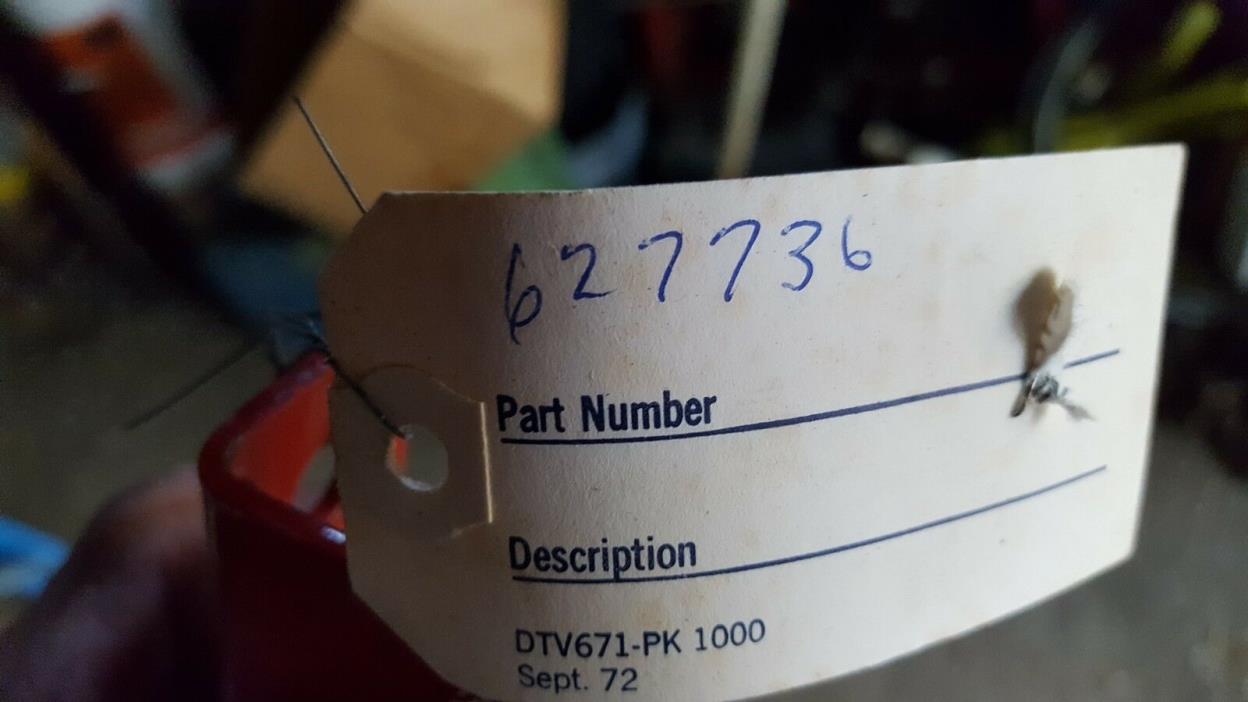 627736
Part Number
Description
DTV671-PK 1000
Sept. 72